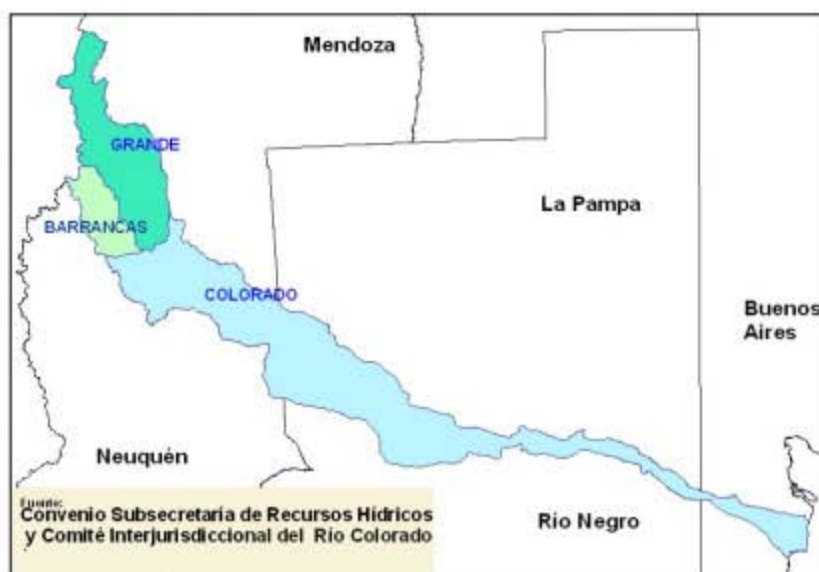 Mendoza
GRANDE
La Pampa
BARRANCAS
COLORADO
Buenos
Aires
Neuquén
Fuente:
Convenio Subsecretaría de Recursos Hídricos
y Comité Interjurisdiccional del Río Colorado
Río Negro